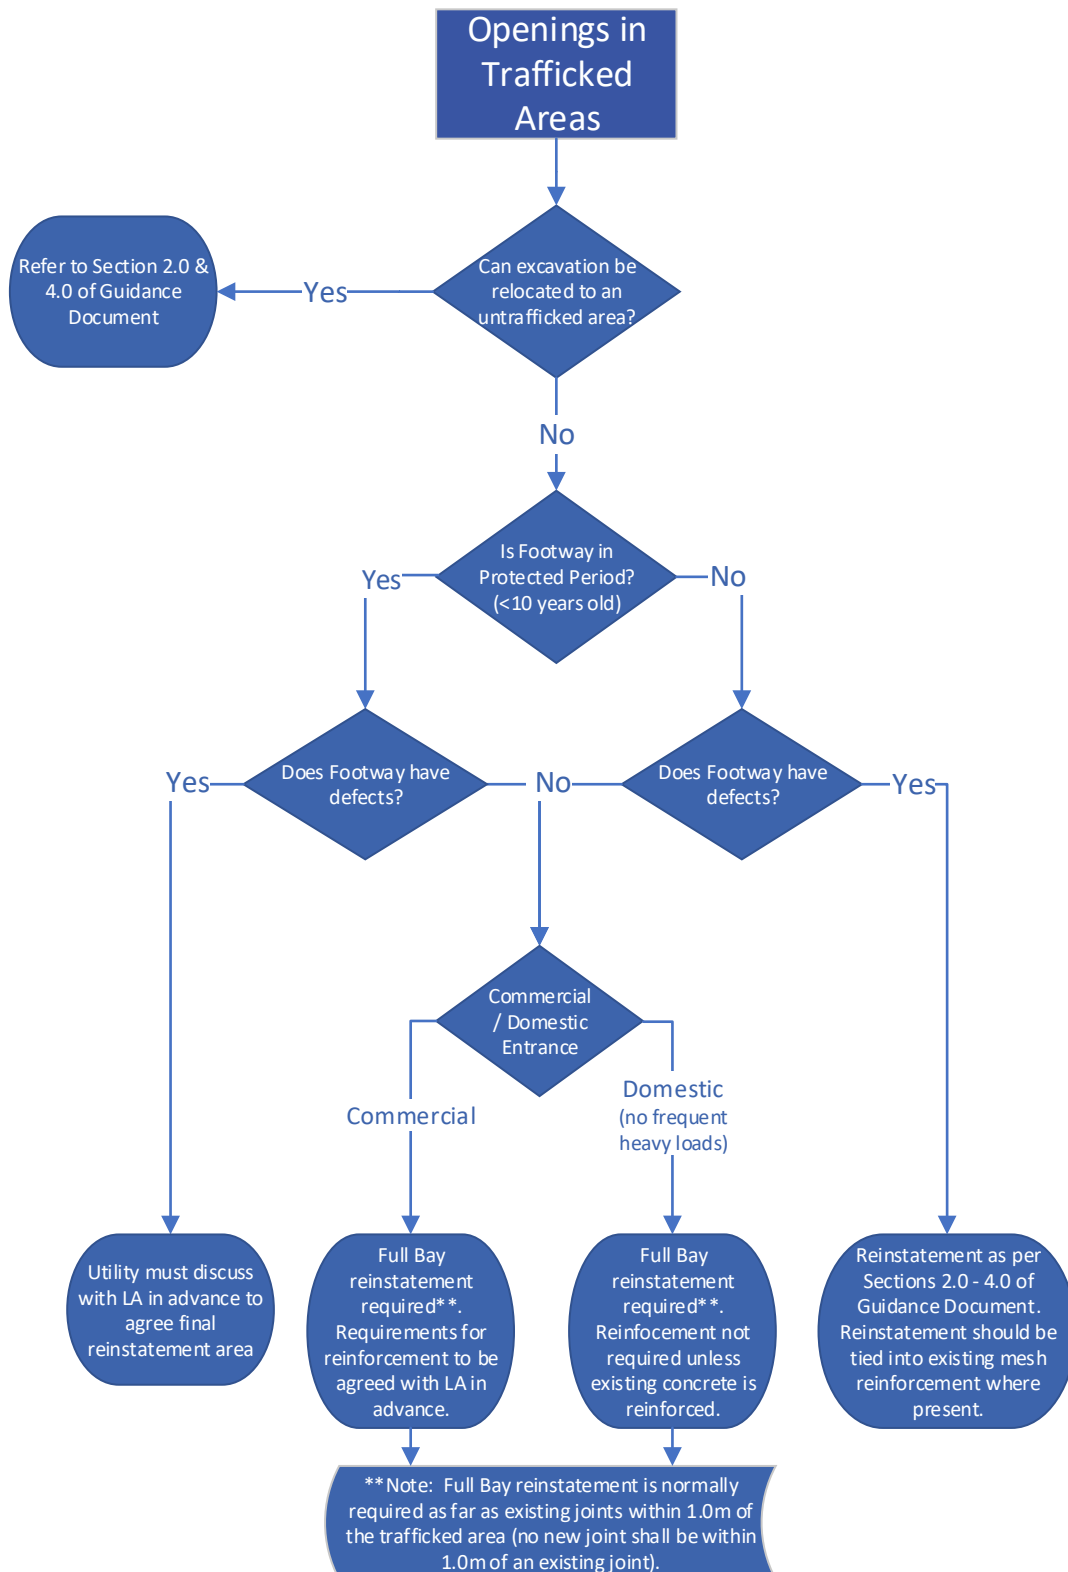 Openings in
Trafficked
Areas
Can excavation be
relocated to an
untrafficked area?
Yes
Refer to Section 2.0 &
4.0 of Guidance
Document
No
Is Footway in
Protected Period?
(<10 years old)
Yes
No
Does Footway have
defects?
Does Footway have
defects?
Yes
No
Yes
Commercial
/ Domestic
Entrance
Commercial
Domestic
(no frequent
heavy loads)
Utility must discuss
with LA in advance to
agree final
reinstatement area
Full Bay
reinstatement
required**.
Requirements for
reinforcement to be
agreed with LA in
advance.
Full Bay
reinstatement
required**.
Reinfocement not
required unless
existing concrete is
reinforced.
Reinstatement as per
Sections 2.0 - 4.0 of
Guidance Document.
Reinstatement should be
tied into existing mesh
reinforcement where
present.
**Note: Full Bay reinstatement is normally
required as far as existing joints within 1.0m of
the trafficked area (no new joint shall be within
1.0m of an existing joint).